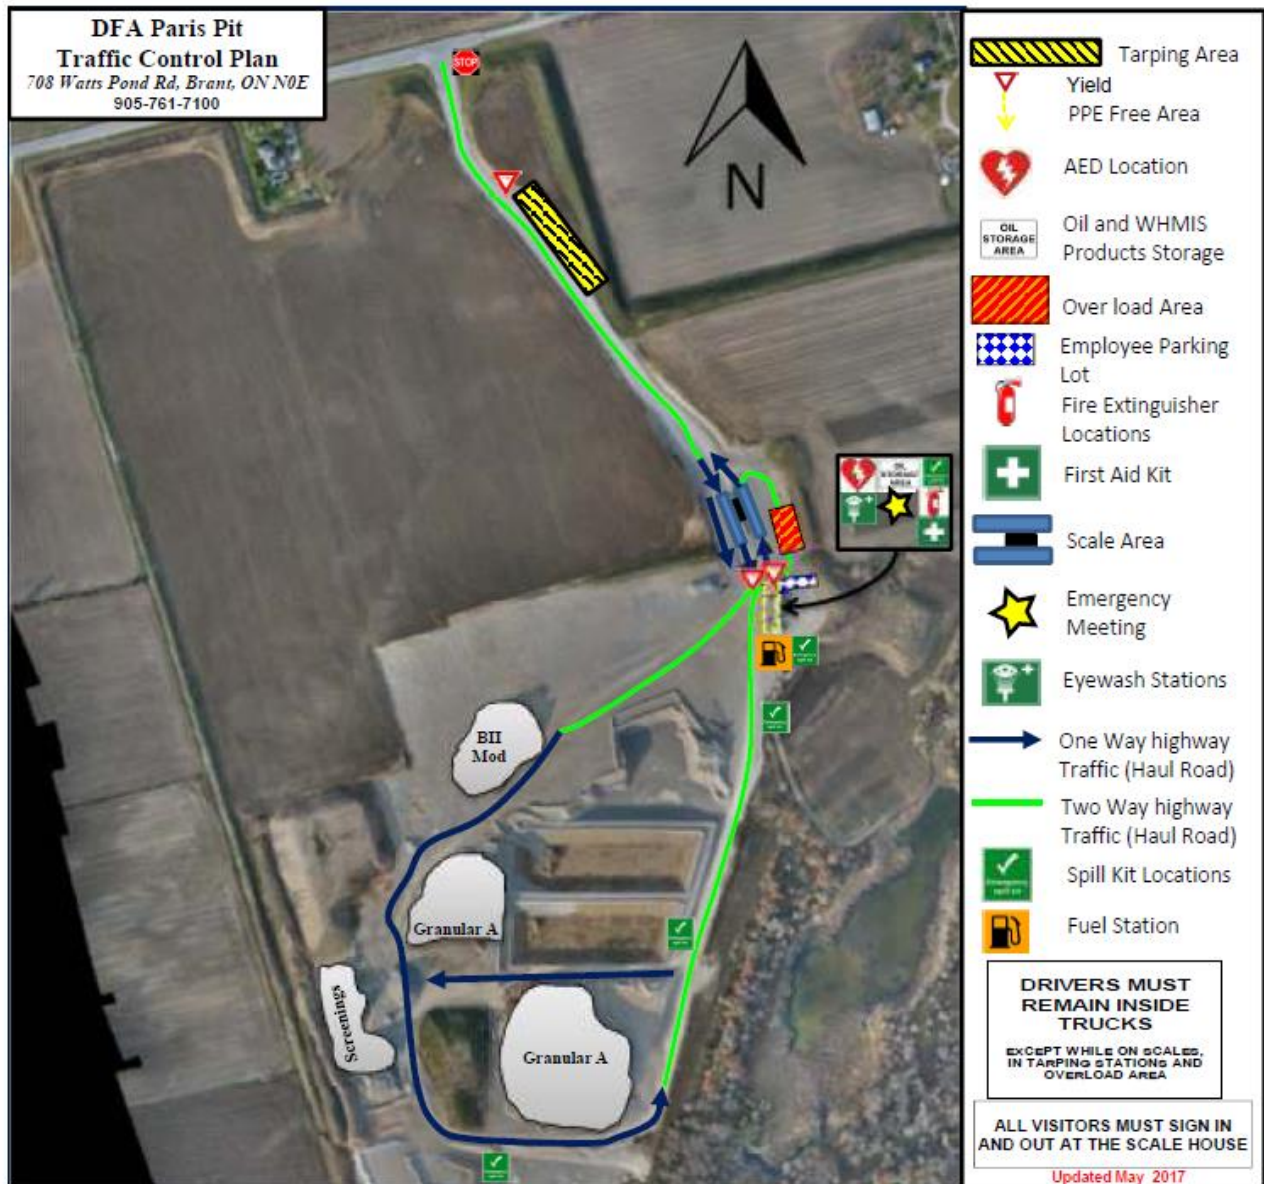 DFA Paris Pit
Traffic Control Plan
708 Watts Pond Rd, Brant, ON N0E
905-761-7100
STOP
N
OIL
STORAGE
AREA
BII
Mod
Granular A
Screenings
Granular A
Tarping Area
Yield
PPE Free Area
AED Location
OIL
STORAGE
AREA
Oil and WHMIS
Products Storage
Over load Area
Employee Parking
Lot
Fire Extinguisher
Locations
First Aid Kit
Scale Area
Emergency
Meeting
Eyewash Stations
One Way highway
Traffic (Haul Road)
Two Way highway
Traffic (Haul Road)
Spill Kit Locations
Fuel Station
DRIVERS MUST
REMAIN INSIDE
TRUCKS
EXCEPT WHILE ON SCALES,
IN TARPING STATIONS AND
OVERLOAD AREA
ALL VISITORS MUST SIGN IN
AND OUT AT THE SCALE HOUSE
Updated May 2017